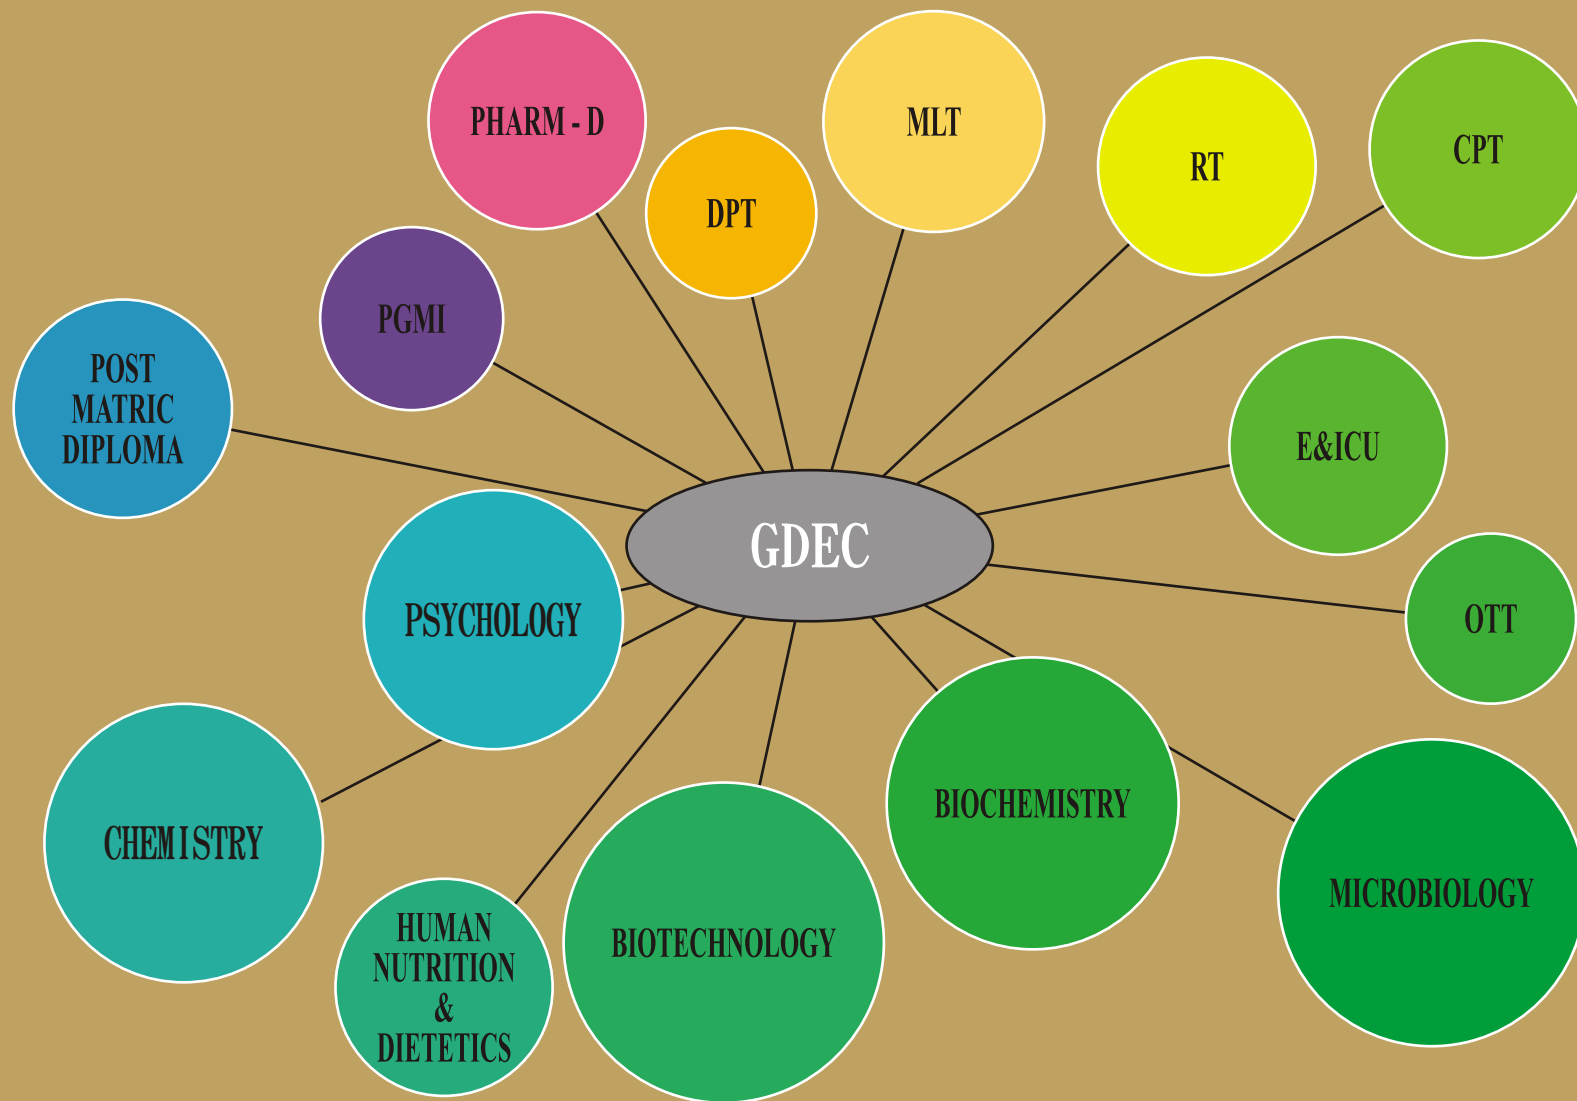 PHARM - D
MLT
RT
CPT
DPT
PGMI
POST
MATRIC
DIPLOMA
E&ICU
GDEC
PSYCHOLOGY
OTT
CHEMISTRY
BIOCHEMISTRY
MICROBIOLOGY
HUMAN
NUTRITION
&
DIETETICS
BIOTECHNOLOGY